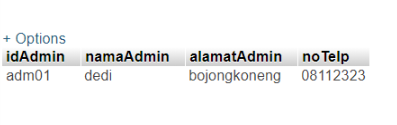 + Options
idAdmin namaAdmin alamatAdmin noTelp
adm01 dedi bojongkoneng 08112323